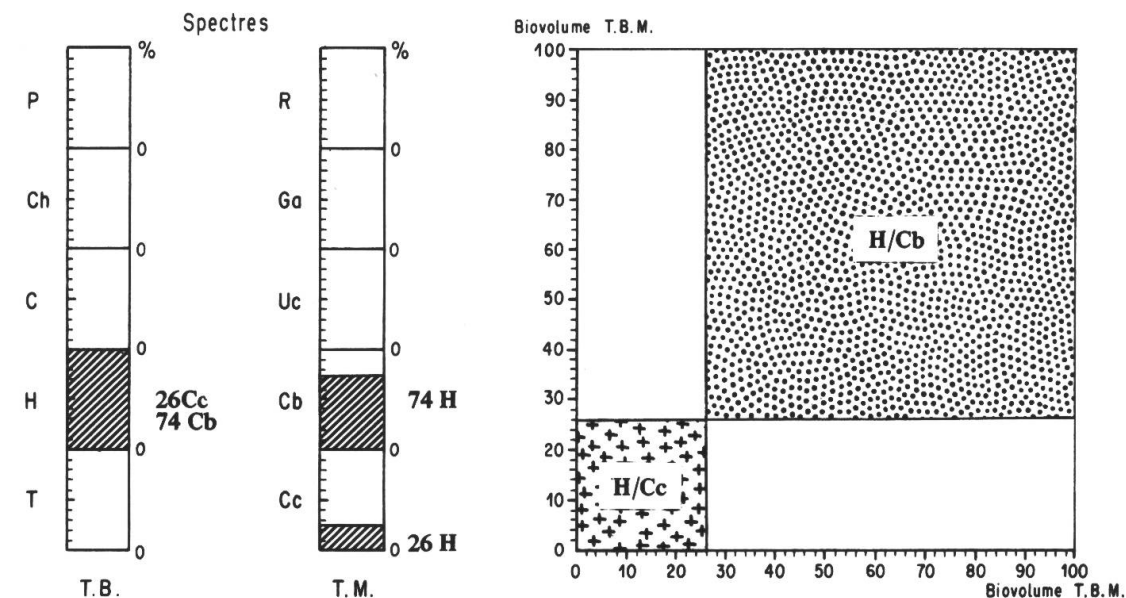 Spectres
%
P
0
Ch
0
C
0
H
26Cc
74 Cb
0
T
0
T.B.
%
R
0
Ga
0
Uc
0
Cb
74 H
0
Cc
0
26 H
T.M.
Biovolume T.B.M.
100
90
80
70
60
50
40
30
20
10
0
H/Cb
H/Cc
0 10 20 30 40 50 60 70 80 90 100
Biovolume T.B.M.